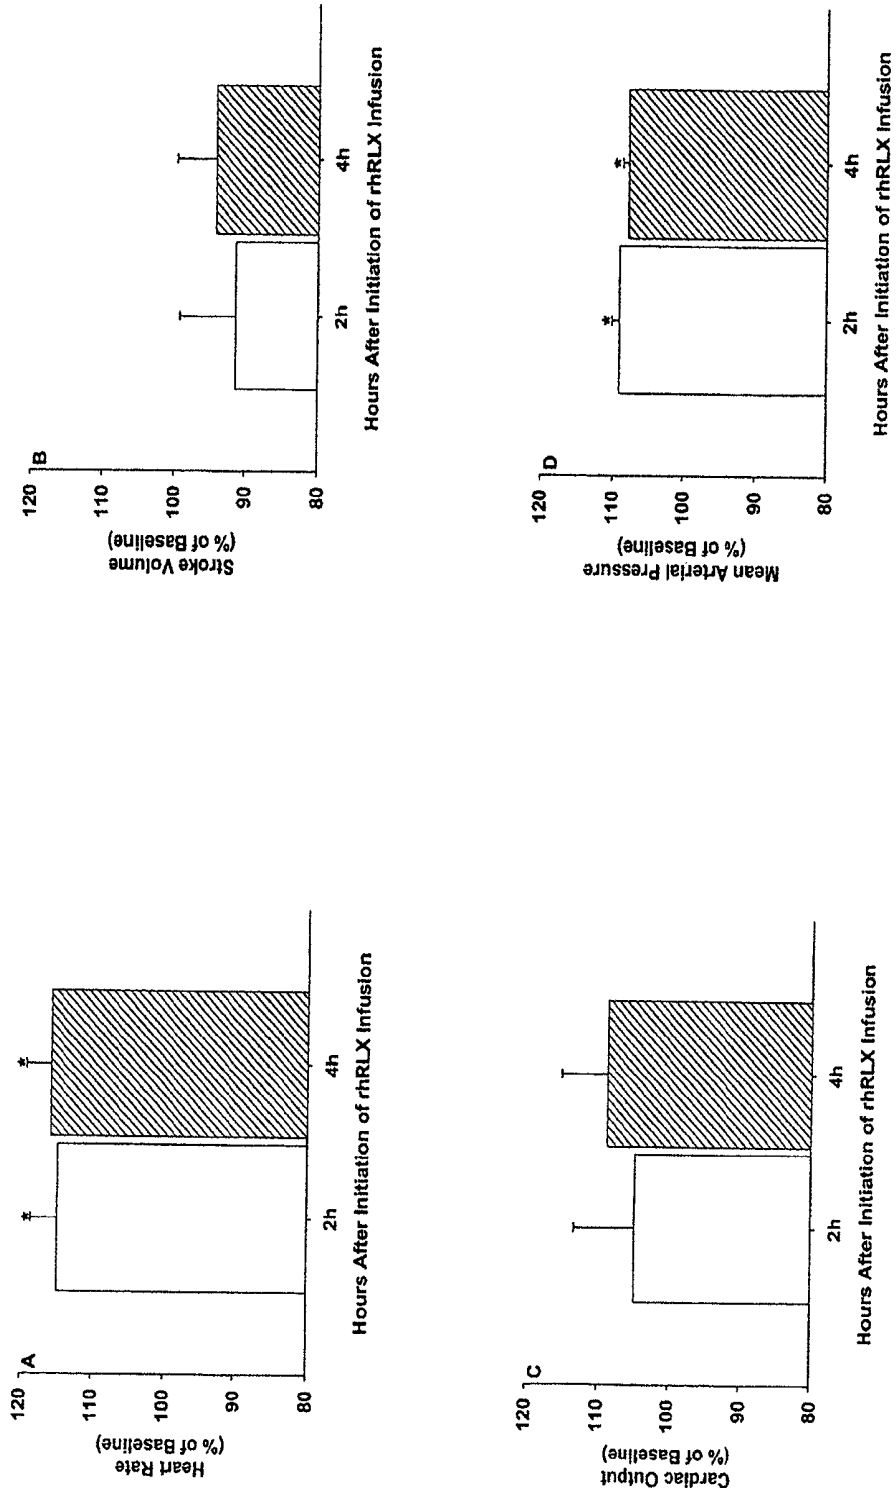 A
Heart Rate
(% of Baseline)
120
110
100
90
80
*
*
2h
4h
Hours After Initiation of rhRLX Infusion
B
Stroke Volume
(% of Baseline)
120
110
100
90
80
2h
4h
Hours After Initiation of rhRLX Infusion
C
Cardiac Output
(% of Baseline)
120
110
100
90
80
2h
4h
Hours After Initiation of rhRLX Infusion
D
Mean Arterial Pressure
(% of Baseline)
120
110
100
90
80
*
*
2h
4h
Hours After Initiation of rhRLX Infusion